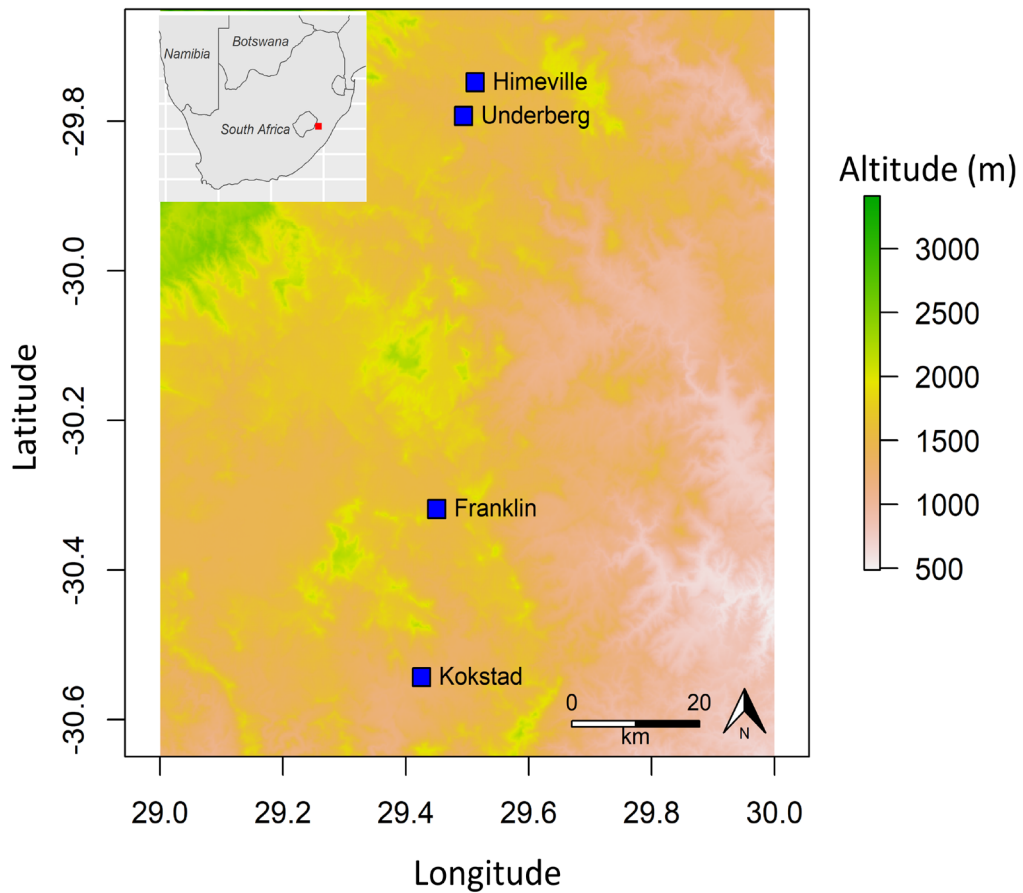 Namibia
Botswana
South Africa
Himeville
Underberg
Franklin
Kokstad
0 20
km
N
Altitude (m)
3000
2500
2000
1500
1000
500
Latitude
-29.8
-30.0
-30.2
-30.4
-30.6
29.0 29.2 29.4 29.6 29.8 30.0
Longitude